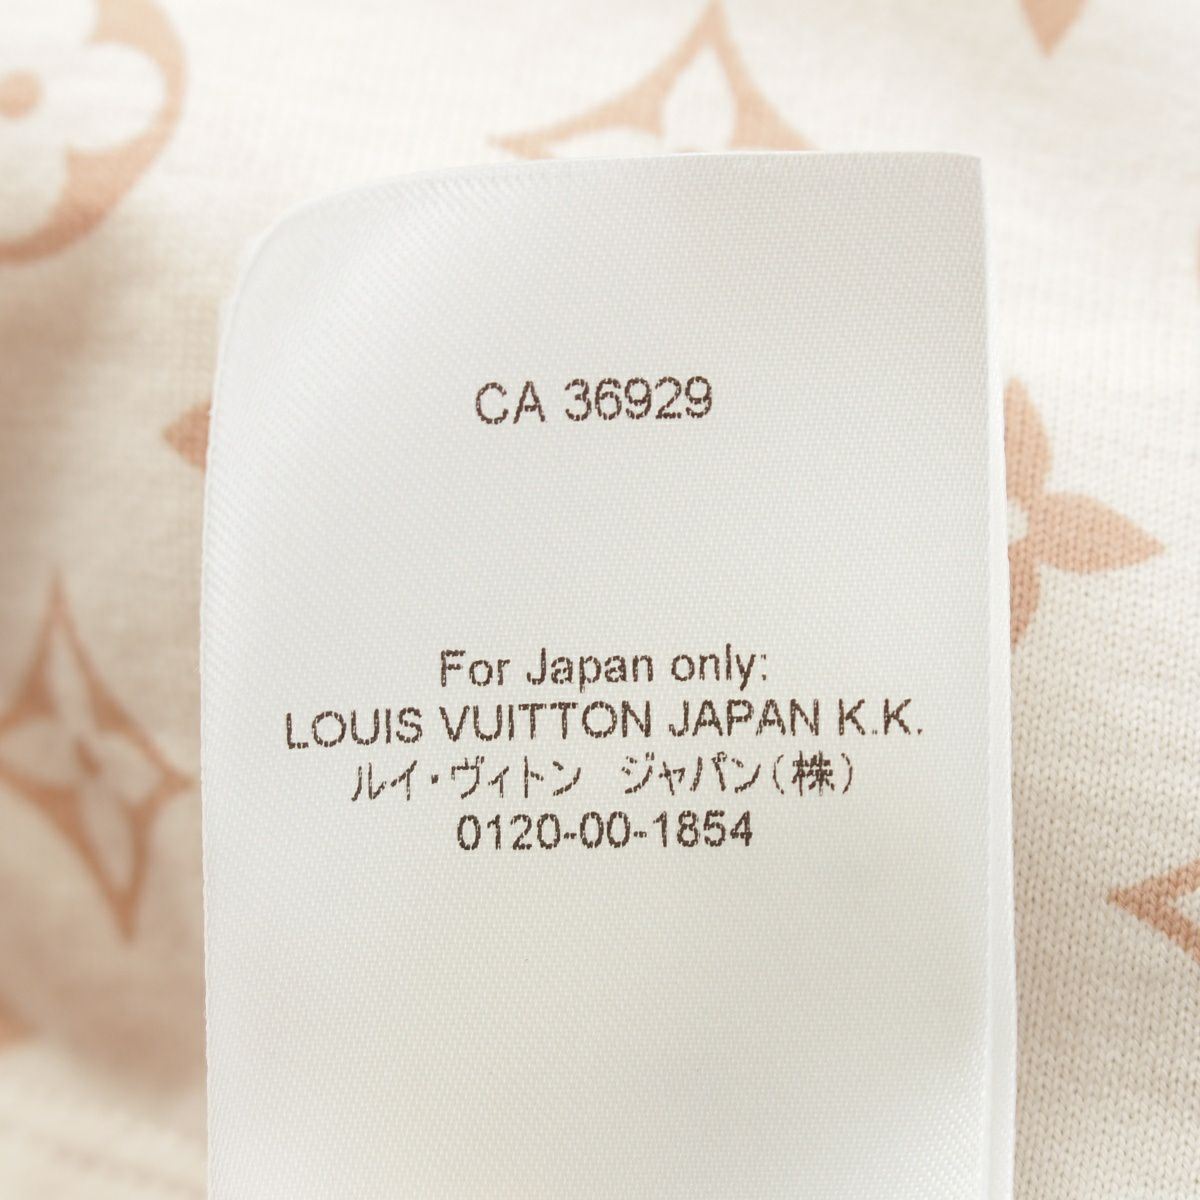 CA 36929
For Japan only:
LOUIS VUITTON JAPAN K.K.
ルイ・ヴィトン　ジャパン(株)
0120-00-1854